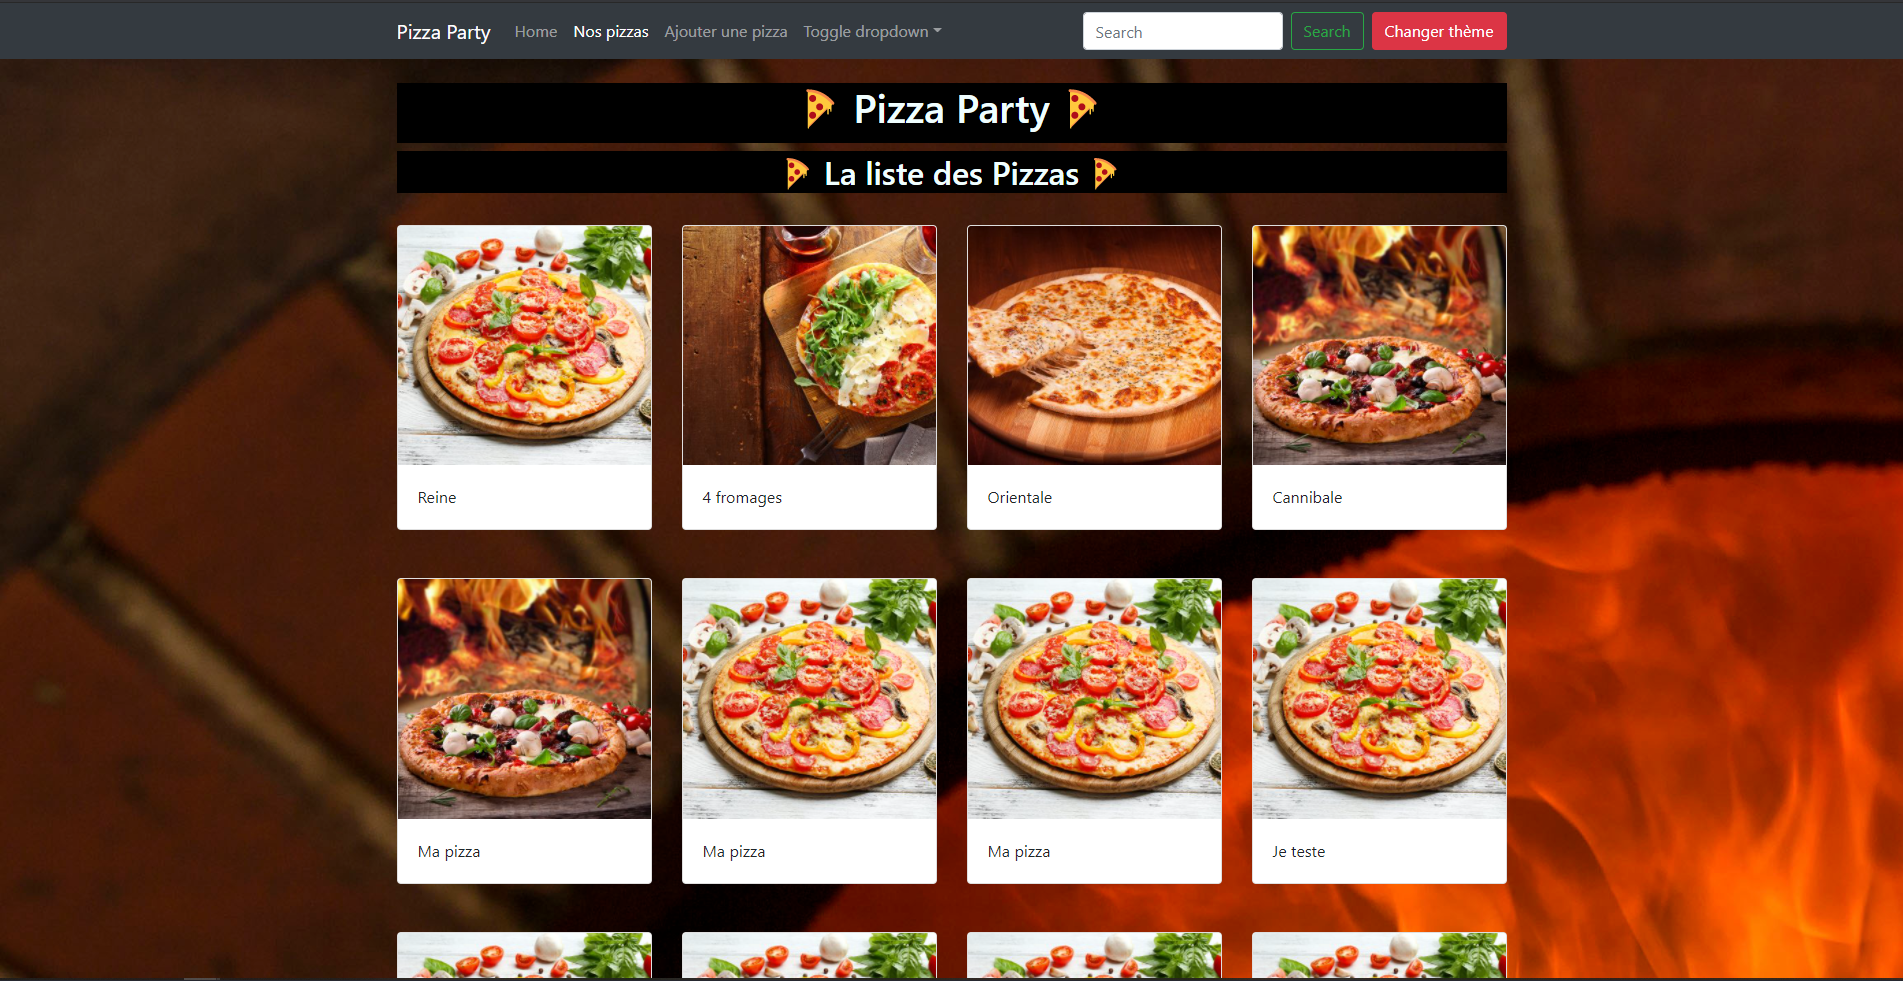 Pizza Party Home Nos pizzas Ajouter une pizza Toggle dropdown Search Search Changer thème
Pizza Party
La liste des Pizzas
Reine
4 fromages
Orientale
Cannibale
Ma pizza
Ma pizza
Ma pizza
Je teste